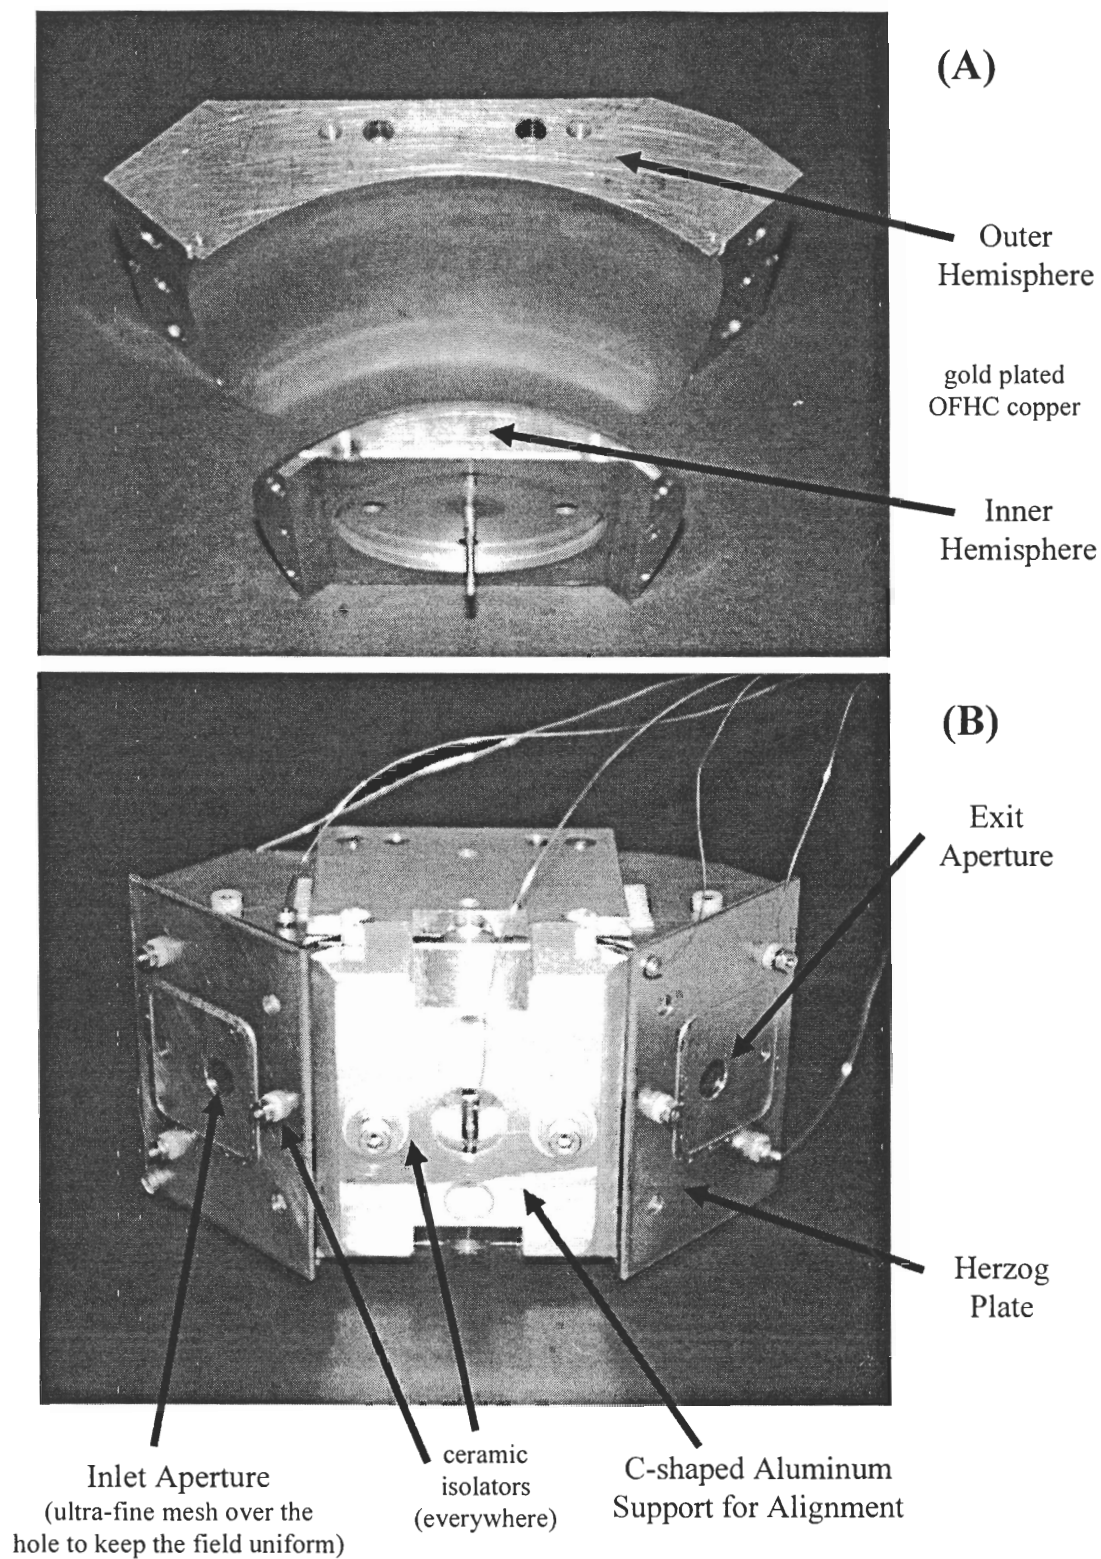 (A)
Outer
Hemisphere
gold plated
OFHC copper
Inner
Hemisphere
(B)
Exit
Aperture
Herzog
Plate
Inlet Aperture
(ultra-fine mesh over the
hole to keep the field uniform)
ceramic
isolators
(everywhere)
C-shaped Aluminum
Support for Alignment